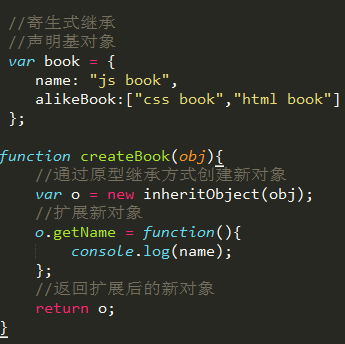 //寄生式继承
//声明基对象
var book = {
name: "js book",
alikeBook:["css book","html book"]
};
function createBook(obj){
//通过原型继承方式创建新对象
var o = new inheritObject(obj);
//扩展新对象
o.getName = function(){
console.log(name);
};
//返回扩展后的新对象
return o;
}